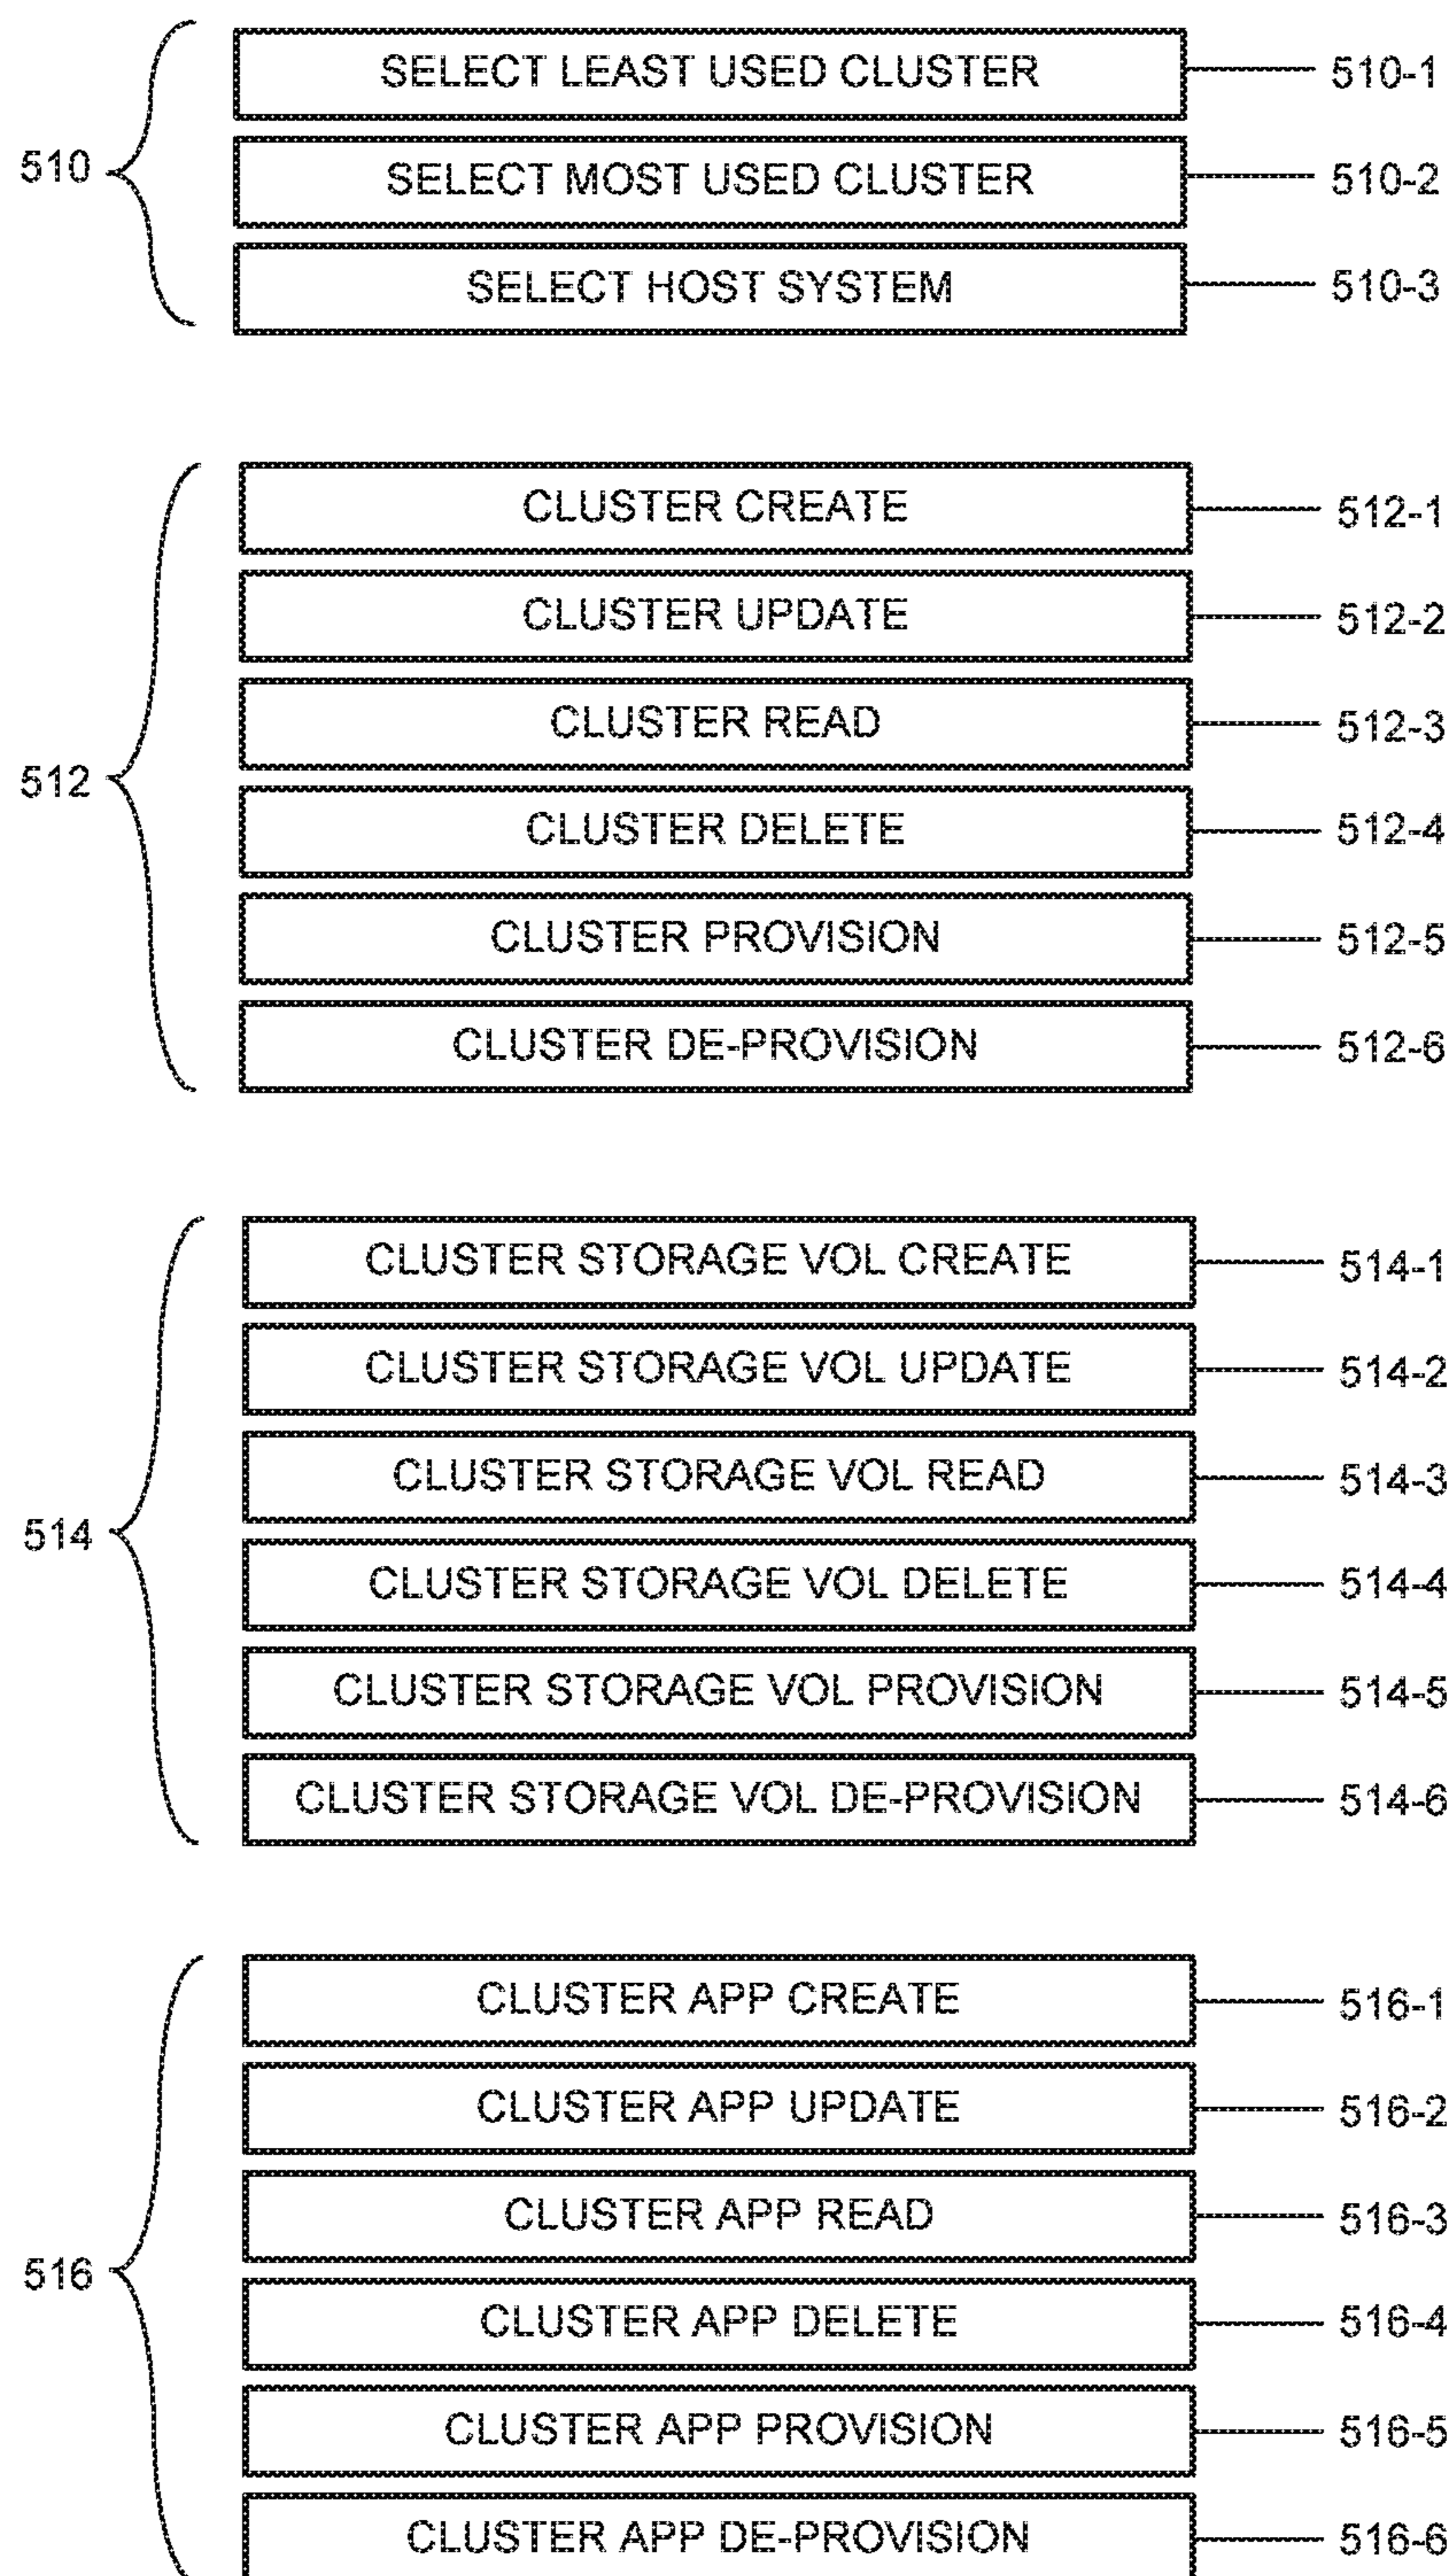 SELECT LEAST USED CLUSTER 510-1
510 SELECT MOST USED CLUSTER 510-2
SELECT HOST SYSTEM 510-3
CLUSTER CREATE 512-1
CLUSTER UPDATE 512-2
CLUSTER READ 512-3
512
CLUSTER DELETE 512-4
CLUSTER PROVISION 512-5
CLUSTER DE-PROVISION 512-6
CLUSTER STORAGE VOL CREATE 514-1
CLUSTER STORAGE VOL UPDATE 514-2
CLUSTER STORAGE VOL READ 514-3
514
CLUSTER STORAGE VOL DELETE 514-4
CLUSTER STORAGE VOL PROVISION 514-5
CLUSTER STORAGE VOL DE-PROVISION 514-6
CLUSTER APP CREATE 516-1
CLUSTER APP UPDATE 516-2
CLUSTER APP READ 516-3
516
CLUSTER APP DELETE 516-4
CLUSTER APP PROVISION 516-5
CLUSTER APP DE-PROVISION 516-6